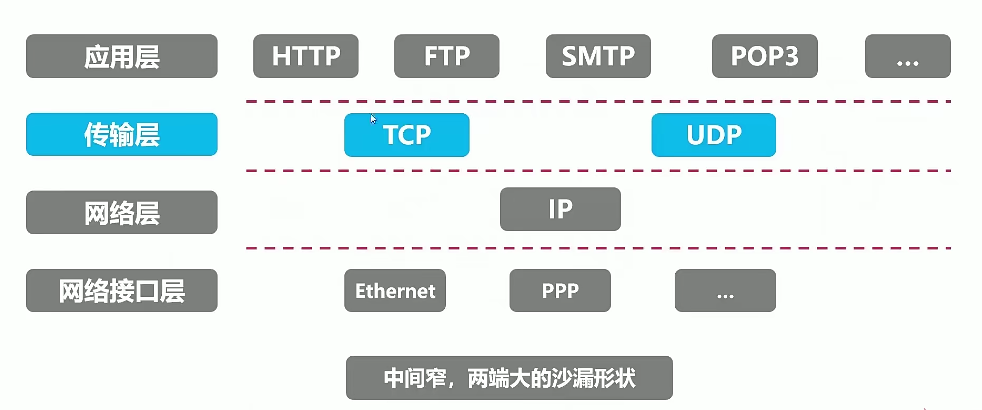 应用层 HTTP FTP SMTP POP3 ...
传输层 TCP UDP
网络层 IP
网络接口层 Ethernet PPP ...
中间窄，两端大的沙漏形状